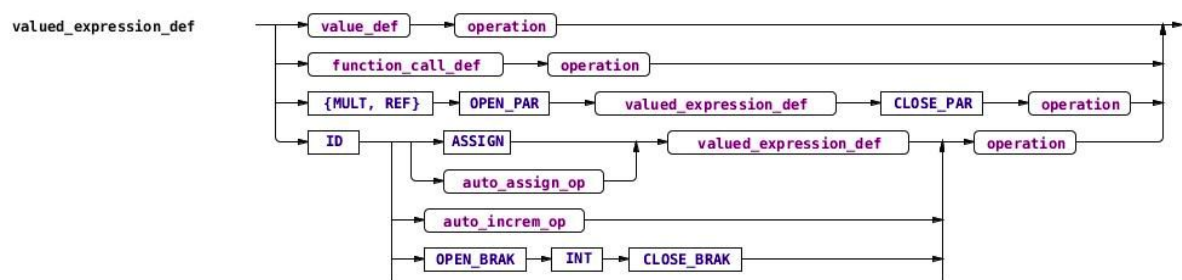 valued_expression_def value_def operation
function_call_def operation
{MULT, REF} OPEN_PAR valued_expression_def CLOSE_PAR operation
ID ASSIGN valued_expression_def operation
auto_assign_op
auto_increm_op
OPEN_BRAK INT CLOSE_BRAK